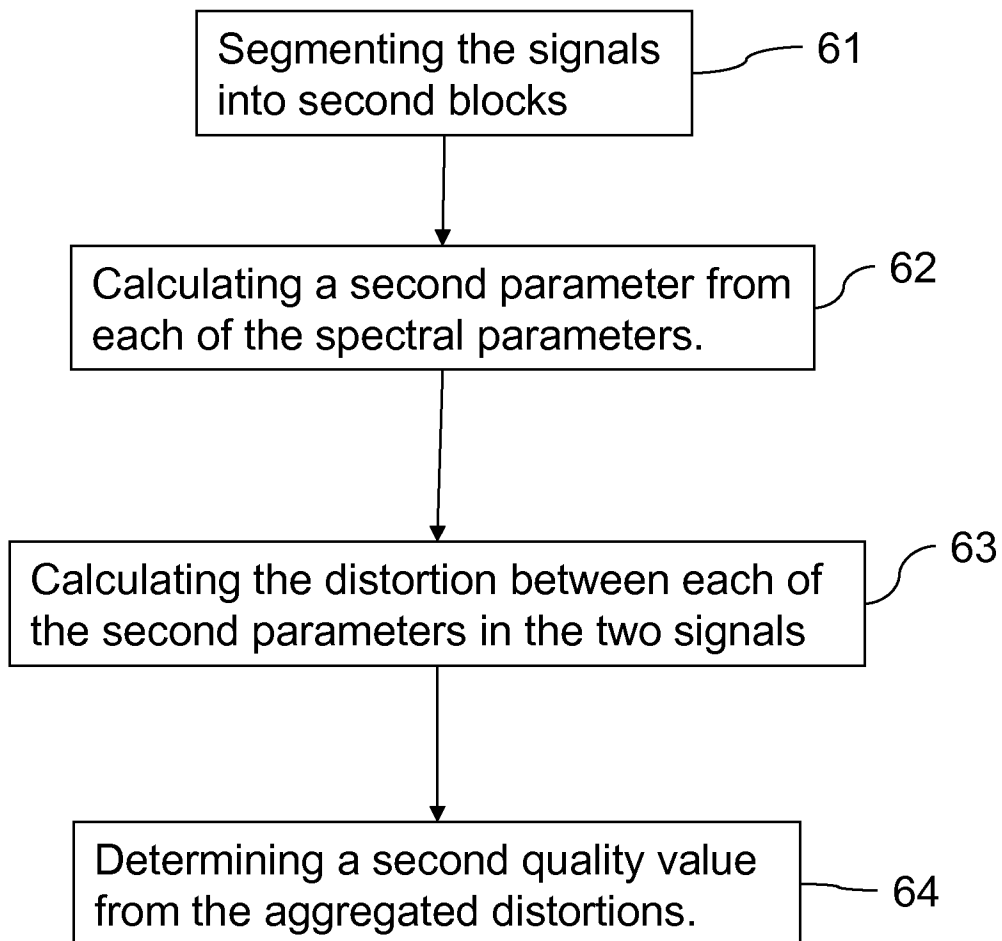 Segmenting the signals
into second blocks
61
Calculating a second parameter from
each of the spectral parameters.
62
Calculating the distortion between each of
the second parameters in the two signals
63
Determining a second quality value
from the aggregated distortions.
64